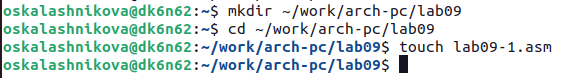 oskalashnikova@dk6n62:~$ mkdir ~/work/arch-pc/lab09
oskalashnikova@dk6n62:~$ cd ~/work/arch-pc/lab09
oskalashnikova@dk6n62:~/work/arch-pc/lab09$ touch lab09-1.asm
oskalashnikova@dk6n62:~/work/arch-pc/lab09$